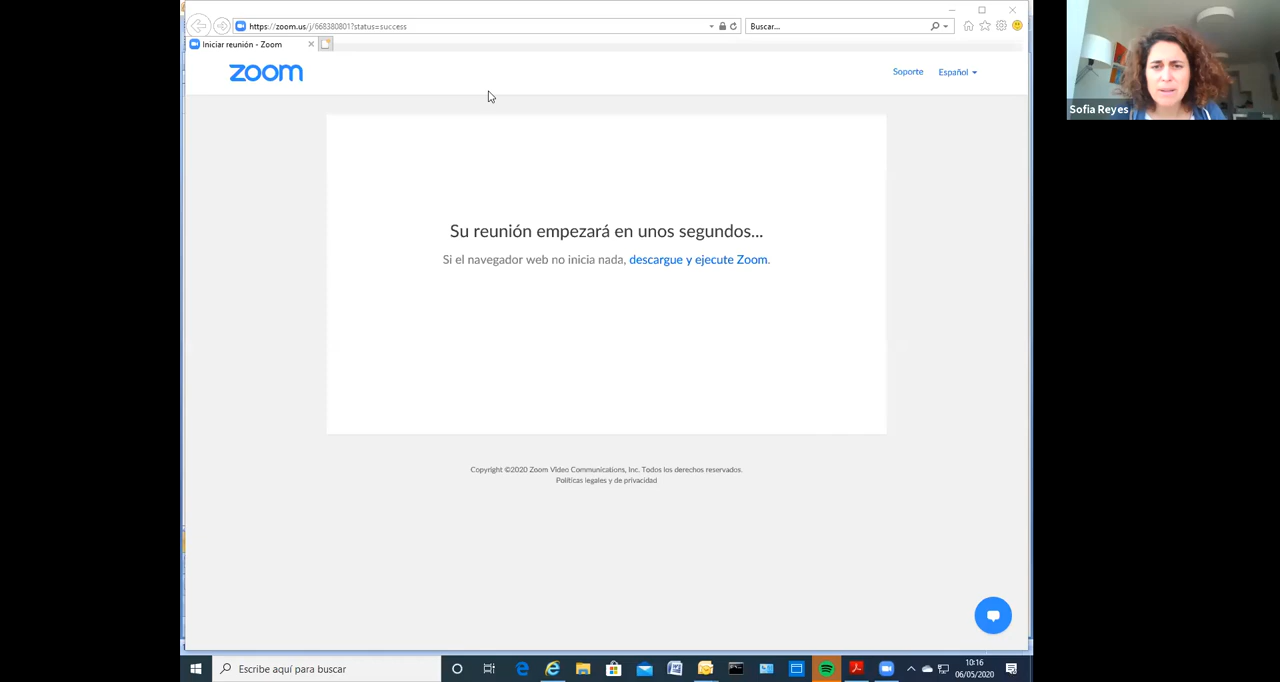 https://zoom.us/j/668380801?status=success
Buscar...
Iniciar reunión - Zoom
zoom
Soporte
Español
Sofia Reyes
Su reunión empezará en unos segundos...
Si el navegador web no inicia nada, descargue y ejecute Zoom.
Copyright ©2020 Zoom Video Communications, Inc. Todos los derechos reservados.
Políticas legales y de privacidad
Escribe aquí para buscar
10:16
06/05/2020